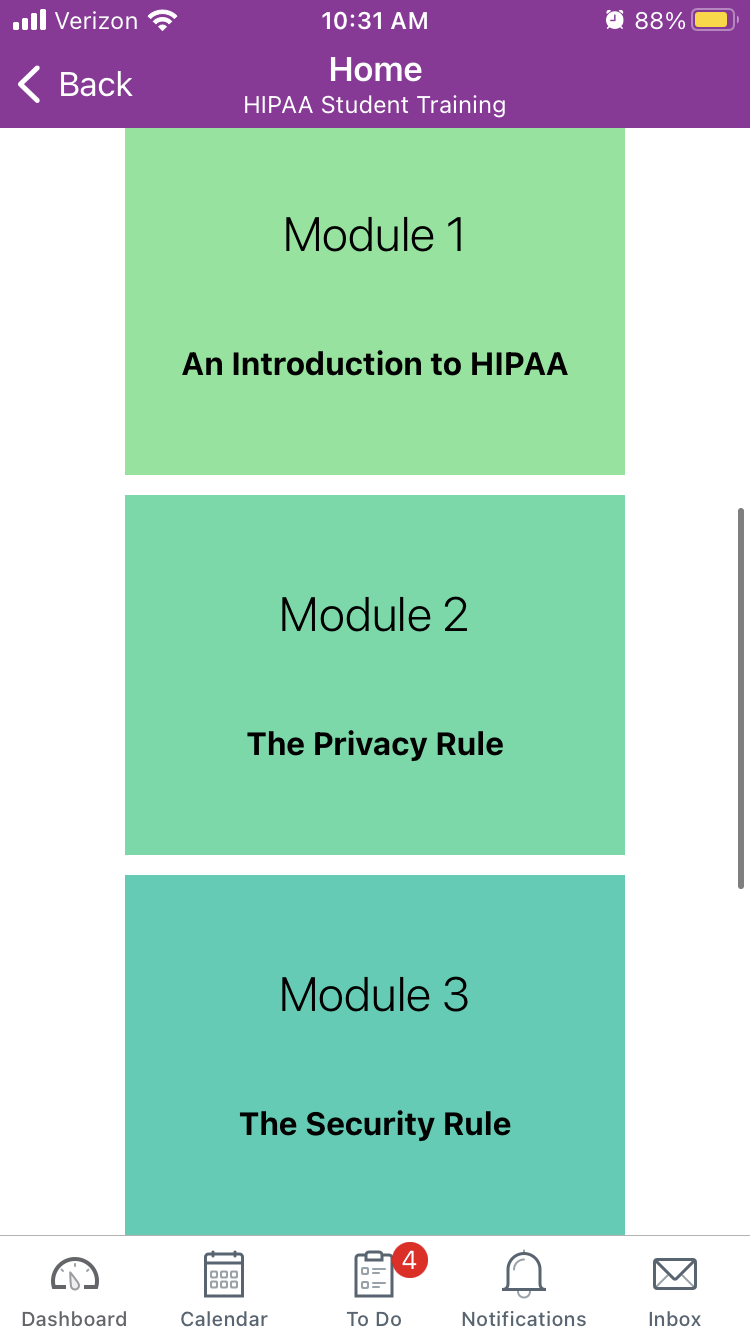 Verizon 10:31 AM 88%
Back
Home
HIPAA Student Training
Module 1
An Introduction to HIPAA
Module 2
The Privacy Rule
Module 3
The Security Rule
4
Dashboard Calendar To Do Notifications Inbox